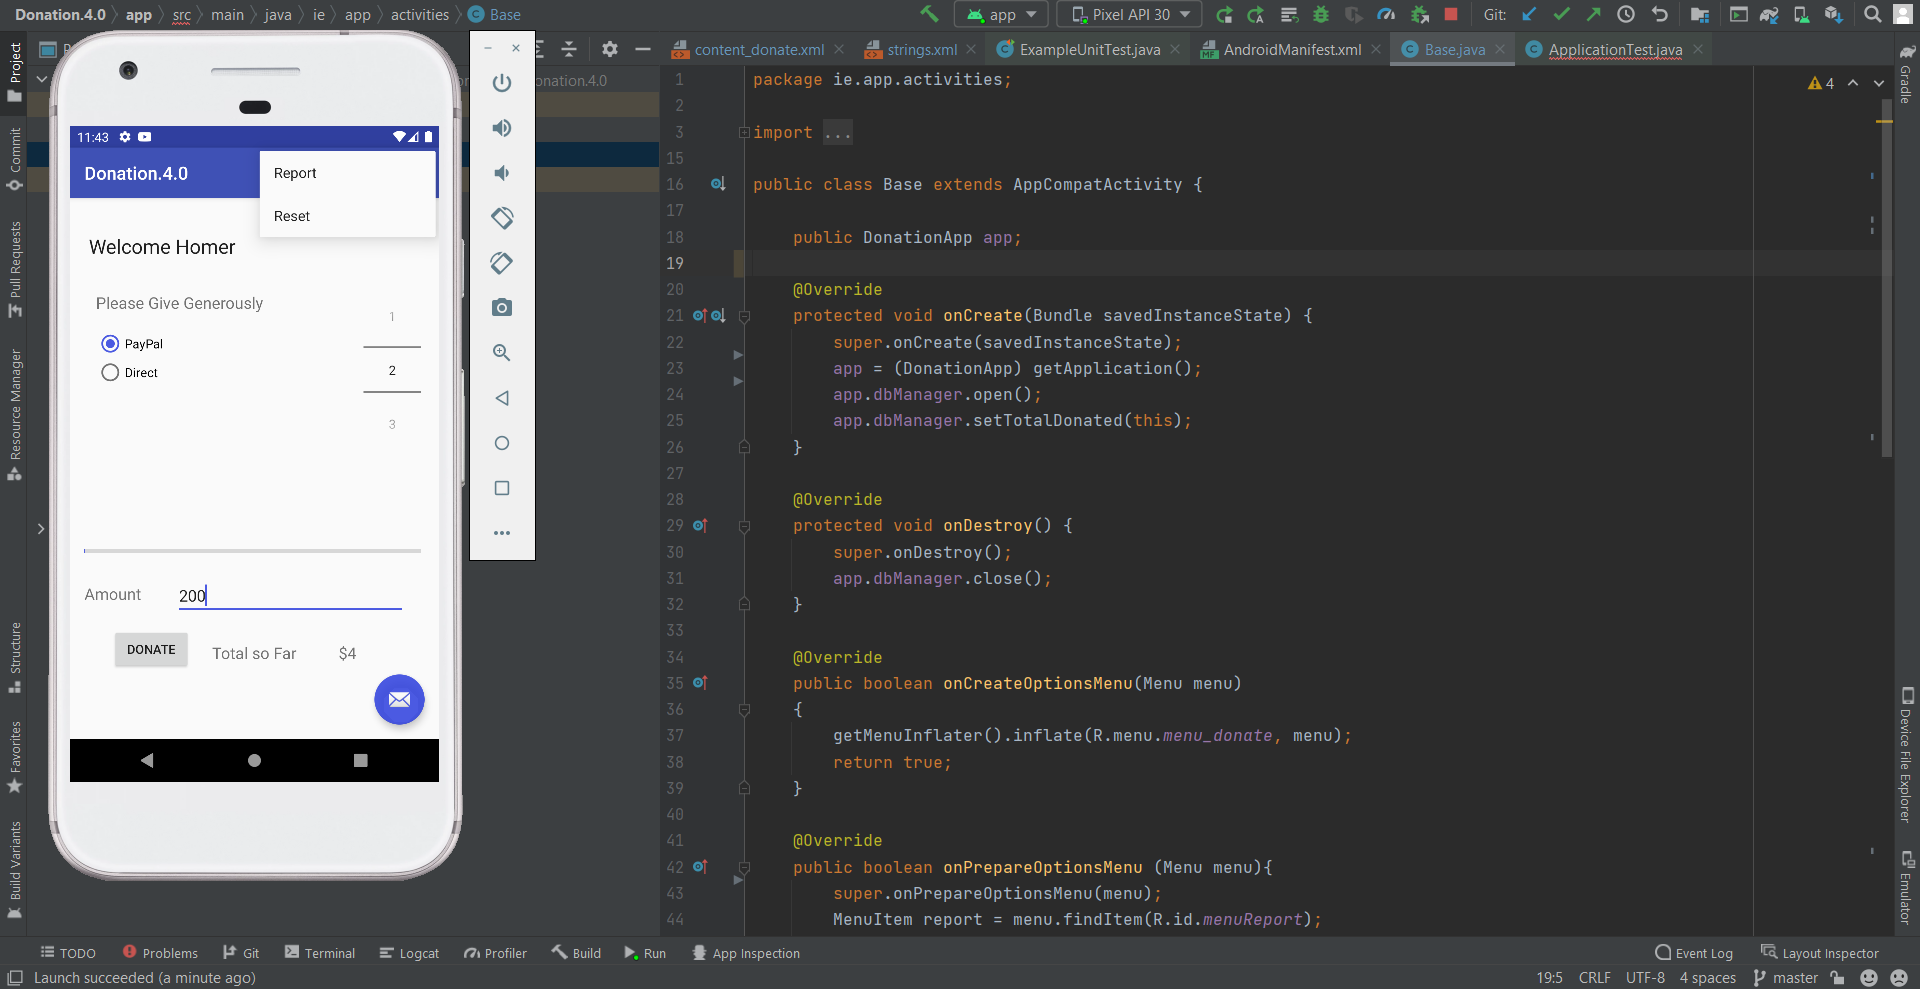 Donation.4.0 app src main java ie app activities Base
app
Pixel API 30
Git:
content_donate.xml
strings.xml
ExampleUnitTest.java
AndroidManifest.xml
Base.java
ApplicationTest.java
onation.4.0
Project
Commit
Pull Requests
Resource Manager
Structure
Favorites
Build Variants
11:43
Donation.4.0
Report
Reset
Welcome Homer
Please Give Generously
PayPal
Direct
1
2
3
Amount
200
DONATE
Total so Far
$4
4
1 package ie.app.activities;
2
3 import ...
15
16 public class Base extends AppCompatActivity {
17
18 public DonationApp app;
19
20 @Override
21 protected void onCreate(Bundle savedInstanceState) {
22 super.onCreate(savedInstanceState);
23 app = (DonationApp) getApplication();
24 app.dbManager.open();
25 app.dbManager.setTotalDonated(this);
26 }
27
28 @Override
29 protected void onDestroy() {
30 super.onDestroy();
31 app.dbManager.close();
32 }
33
34 @Override
35 public boolean onCreateOptionsMenu(Menu menu)
36 {
37 getMenuInflater().inflate(R.menu.menu_donate, menu);
38 return true;
39 }
40
41 @Override
42 public boolean onPrepareOptionsMenu (Menu menu){
43 super.onPrepareOptionsMenu(menu);
44 MenuItem report = menu.findItem(R.id.menuReport);
Gradle
Device File Explorer
Emulator
TODO
Problems
Git
Terminal
Logcat
Profiler
Build
Run
App Inspection
Event Log
Layout Inspector
Launch succeeded (a minute ago)
19:5 CRLF UTF-8 4 spaces master